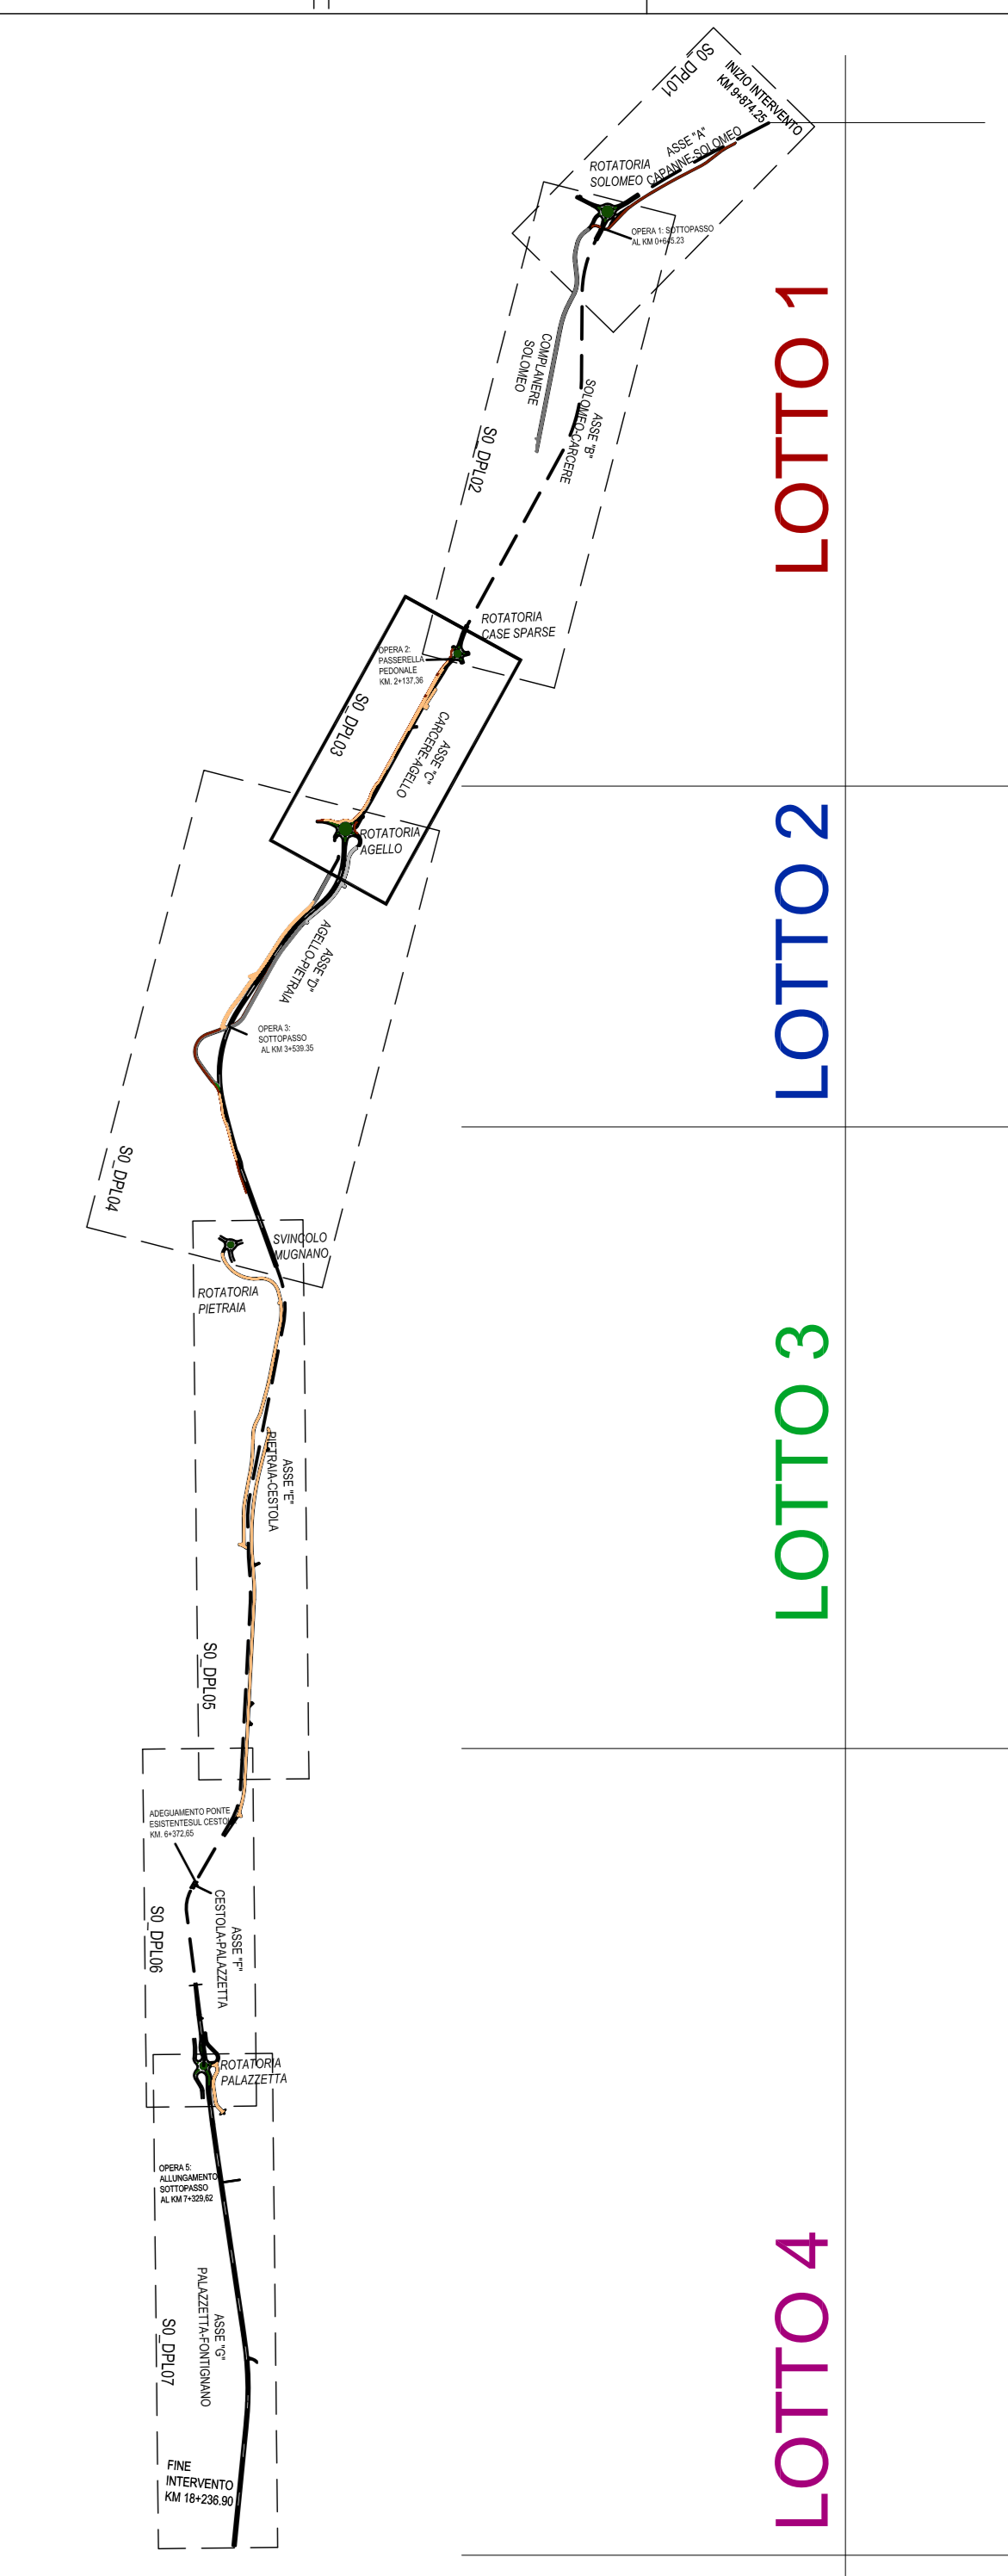 S0_DPL01
INIZIO INTERVENTO
KM 9+874.25
ASSE "A"
CAPANNE-SOLOMEO
ROTATORIA
SOLOMEO
OPERA 1: SOTTOPASSO
AL KM 0+645.23
COMPLANERE
SOLOMEO
ASSE "B"
SOLOMEO-CARCERE
S0_DPL02
LOTTO 1
ROTATORIA
CASE SPARSE
OPERA 2:
PASSERELLA
PEDONALE
KM. 2+137,36
S0_DPL03
ASSE "C"
CARCERE-AGELLO
ROTATORIA
AGELLO
LOTTO 2
ASSE "D"
AGELLO-PIETRAIA
OPERA 3:
SOTTOPASSO
AL KM 3+539.35
S0_DPL04
SVINCOLO
MUGNANO
ROTATORIA
PIETRAIA
LOTTO 3
ASSE "E"
PIETRAIA-CESTOLA
S0_DPL05
ADEGUAMENTO PONTE
ESISTENTESUL CESTOL
KM. 6+372,65
ASSE "F"
CESTOLA-PALAZZETTA
S0_DPL06
ROTATORIA
PALAZZETTA
OPERA 5:
ALLUNGAMENTO
SOTTOPASSO
AL KM 7+329,62
ASSE "G"
PALAZZETTA-FONTIGNANO
S0_DPL07
LOTTO 4
FINE
INTERVENTO
KM 18+236.90